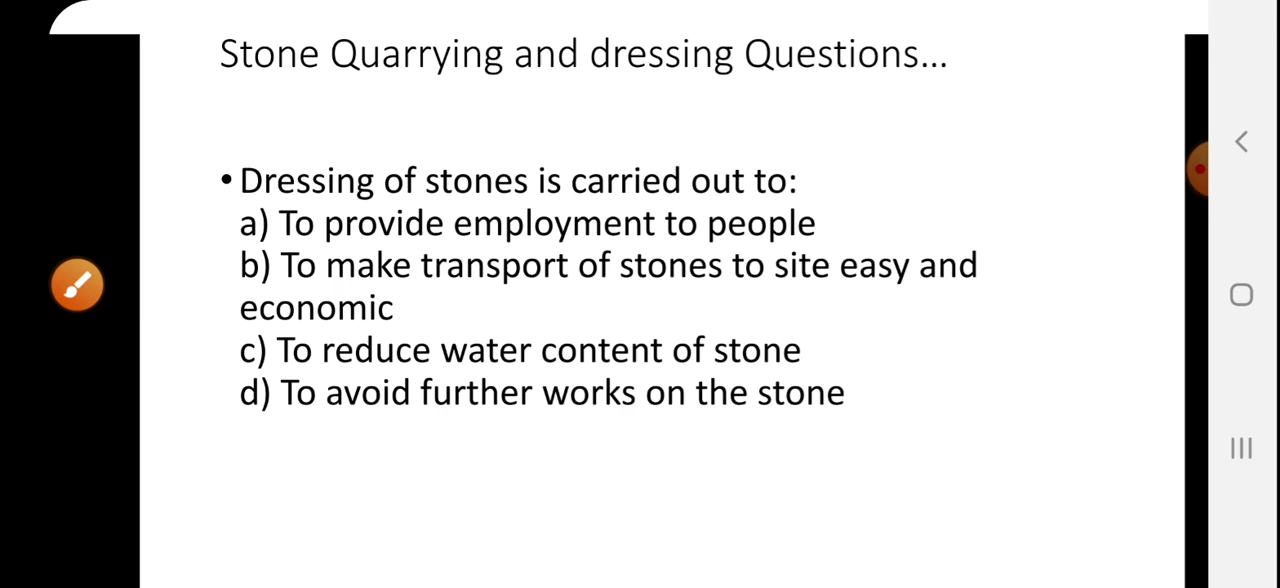 Stone Quarrying and dressing Questions...
• Dressing of stones is carried out to:
a) To provide employment to people
b) To make transport of stones to site easy and
economic
c) To reduce water content of stone
d) To avoid further works on the stone